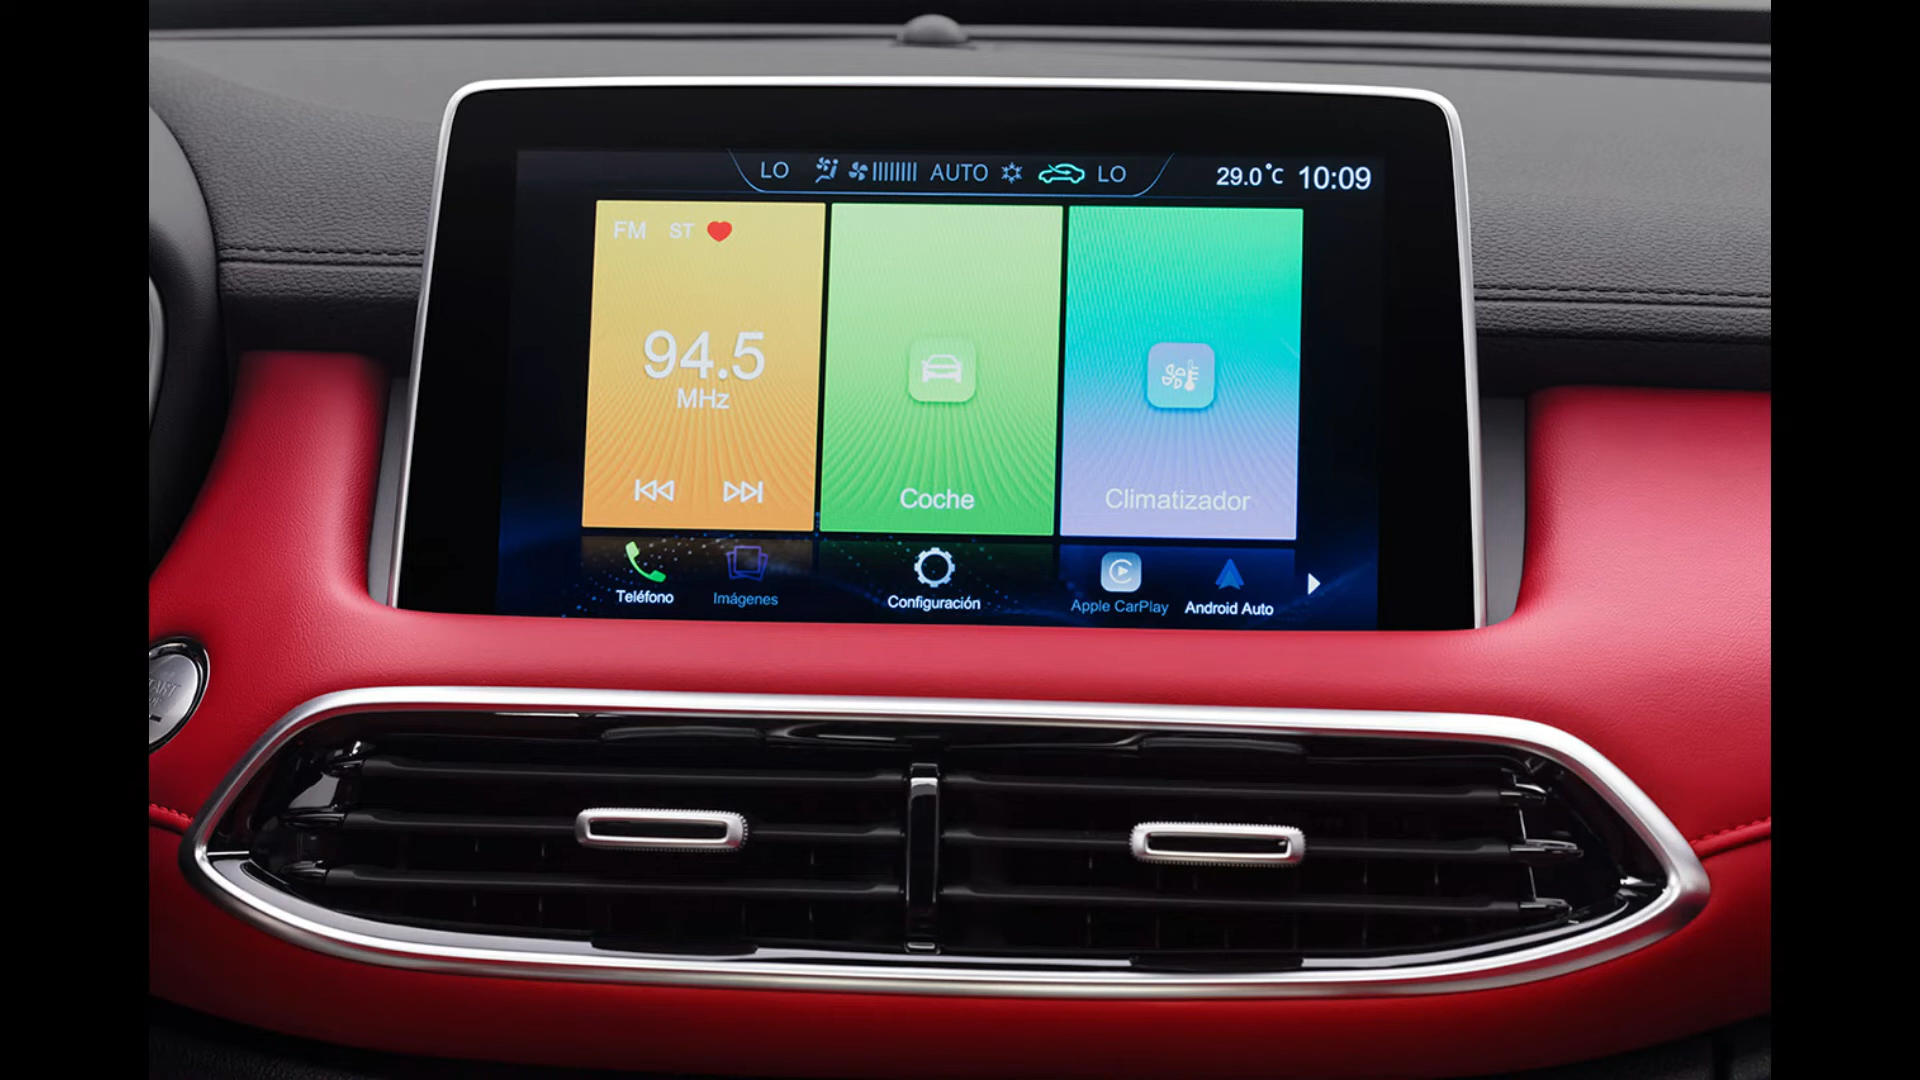 LO AUTO LO 29.0°C 10:09
FM ST
94.5
MHz
Coche
Climatizador
Teléfono
Imágenes
Configuración
Apple CarPlay
Android Auto
START